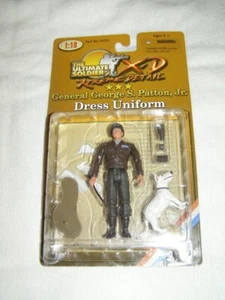 1:18
THE ULTIMATE SOLDIER
XD
XTREME DETAIL
General George S. Patton, Jr.
Dress Uniform